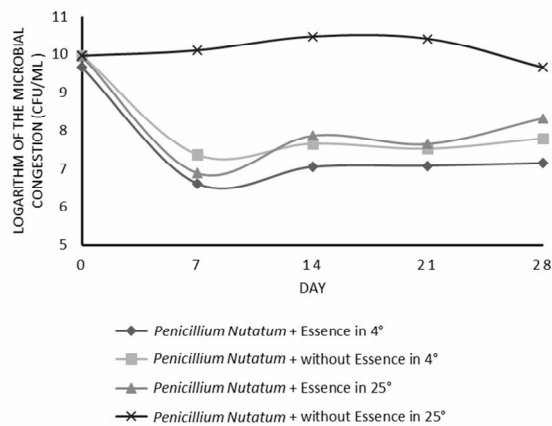 LOGARITHM OF THE MICROBIAL
CONGESTION (CFU/ML)
11
10
9
8
7
6
5
0 7 14 21 28
DAY
Penicillium Nutatum + Essence in 4°
Penicillium Nutatum + without Essence in 4°
Penicillium Nutatum + Essence in 25°
Penicillium Nutatum + without Essence in 25°